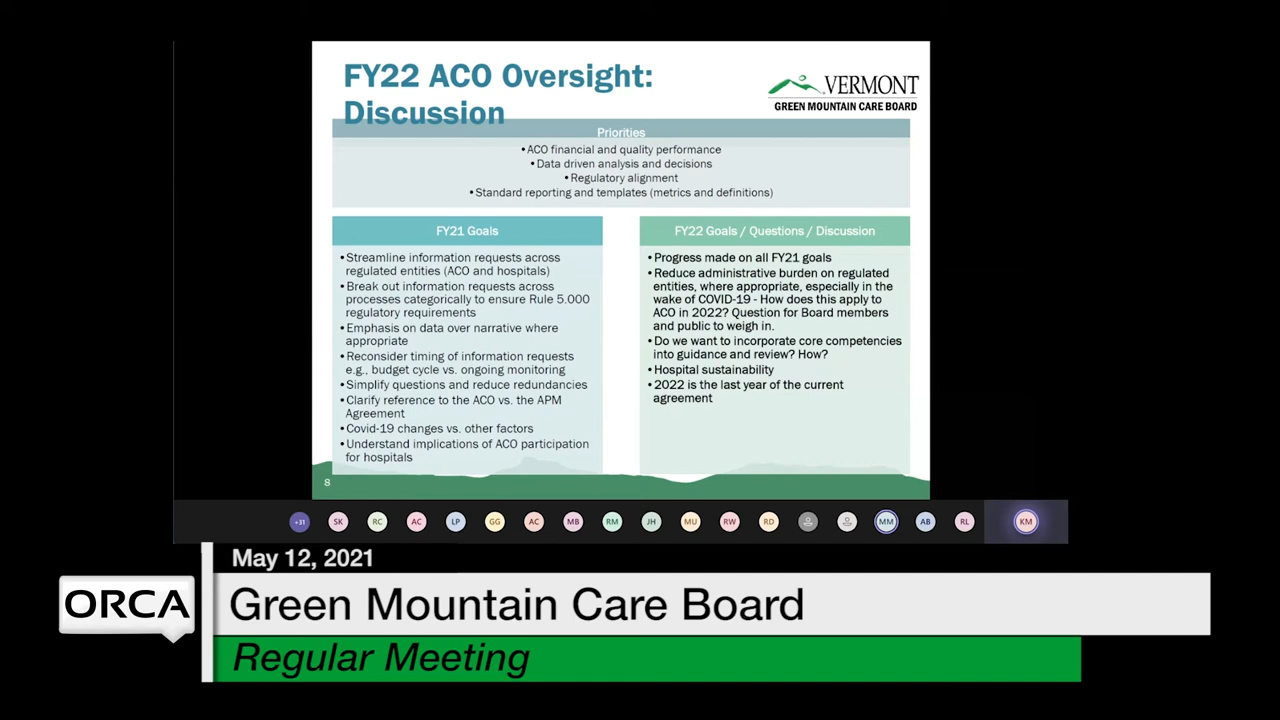 FY22 ACO Oversight:
Discussion
VERMONT
GREEN MOUNTAIN CARE BOARD
Priorities
•ACO financial and quality performance
•Data driven analysis and decisions
•Regulatory alignment
•Standard reporting and templates (metrics and definitions)
FY21 Goals
•Streamline information requests across
regulated entities (ACO and hospitals)
•Break out information requests across
processes categorically to ensure Rule 5.000
regulatory requirements
•Emphasis on data over narrative where
appropriate
•Reconsider timing of information requests
e.g., budget cycle vs. ongoing monitoring
•Simplify questions and reduce redundancies
•Clarify reference to the ACO vs. the APM
Agreement
•Covid-19 changes vs. other factors
•Understand implications of ACO participation
for hospitals
FY22 Goals / Questions / Discussion
•Progress made on all FY21 goals
•Reduce administrative burden on regulated
entities, where appropriate, especially in the
wake of COVID-19 - How does this apply to
ACO in 2022? Question for Board members
and public to weigh in.
•Do we want to incorporate core competencies
into guidance and review? How?
•Hospital sustainability
•2022 is the last year of the current
agreement
8
+31 SK RC AC LP GG AC MB RM JH MU RW RD MM AB RL KM
May 12, 2021
ORCA
Green Mountain Care Board
Regular Meeting